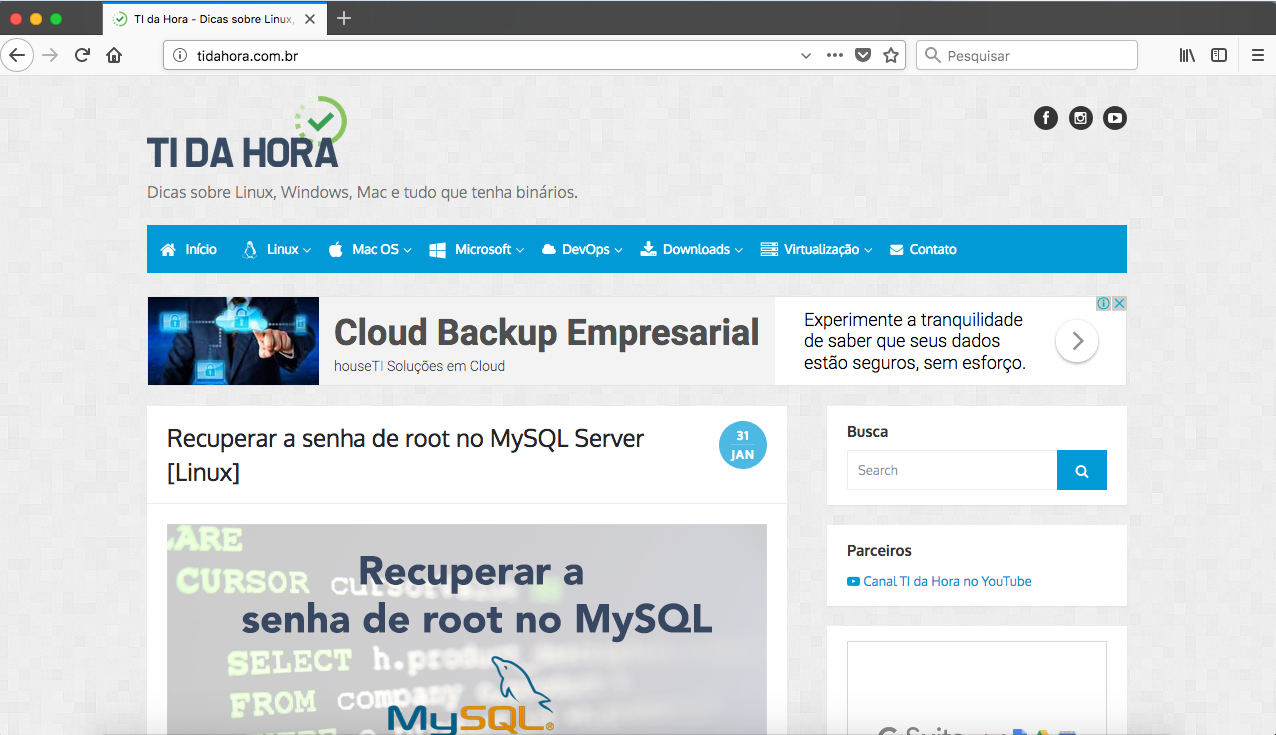 TI da Hora - Dicas sobre Linux,
tidahora.com.br
Pesquisar
TI DA HORA
Dicas sobre Linux, Windows, Mac e tudo que tenha binários.
Início Linux Mac OS Microsoft DevOps Downloads Virtualização Contato
Cloud Backup Empresarial
houseTI Soluções em Cloud
Experimente a tranquilidade
de saber que seus dados
estão seguros, sem esforço.
Recuperar a senha de root no MySQL Server
[Linux]
31
JAN
LARE
CURSOR
Recuperar a
senha de root no MySQL
SELECT
FROM company
MySQL®
Busca
Search
Parceiros
Canal TI da Hora no YouTube
G Suite